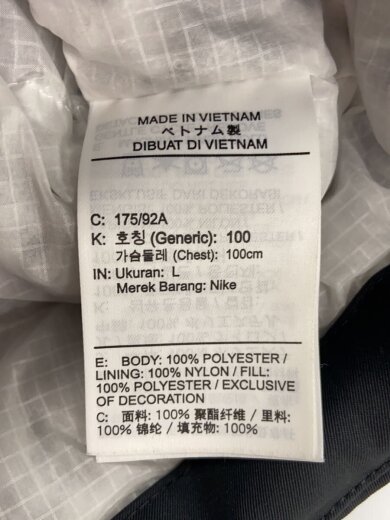 MADE IN VIETNAM
ベトナム製
DIBUAT DI VIETNAM
C: 175/92A
K: 호칭 (Generic): 100
가슴둘레 (Chest): 100cm
IN: Ukuran: L
Merek Barang: Nike
E: BODY: 100% POLYESTER /
LINING: 100% NYLON / FILL:
100% POLYESTER / EXCLUSIVE
OF DECORATION
C: 面料: 100% 聚酯纤维 / 里料:
100% 锦纶 / 填充物: 100%